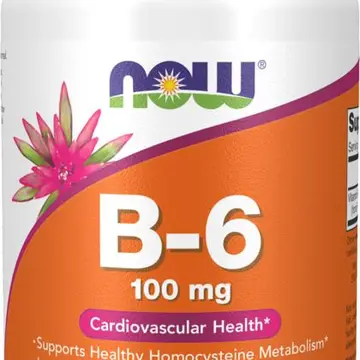 now®
B-6
100 mg
Cardiovascular Health*
•Supports Healthy Homocysteine Metabolism*